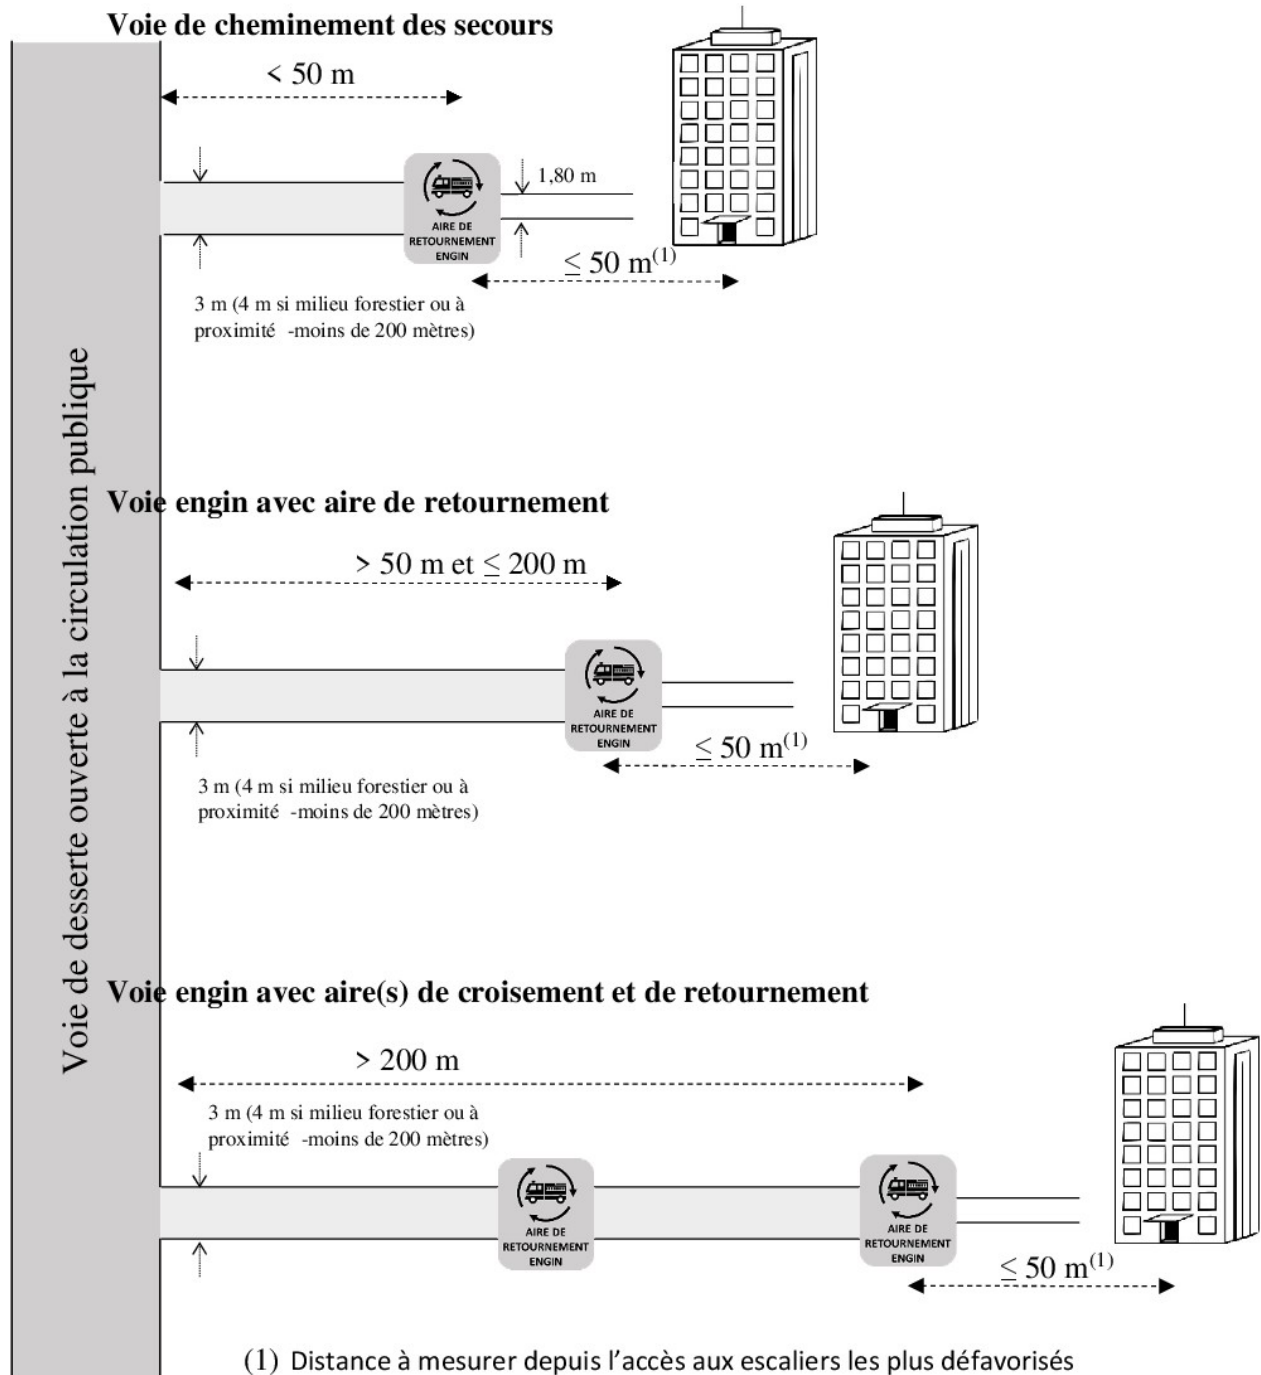 Voie de cheminement des secours
< 50 m
1,80 m
AIRE DE
RETOURNEMENT
ENGIN
≤ 50 m(1)
3 m (4 m si milieu forestier ou à
proximité -moins de 200 mètres)
Voie de desserte ouverte à la circulation publique
Voie engin avec aire de retournement
> 50 m et ≤ 200 m
AIRE DE
RETOURNEMENT
ENGIN
≤ 50 m(1)
3 m (4 m si milieu forestier ou à
proximité -moins de 200 mètres)
Voie engin avec aire(s) de croisement et de retournement
> 200 m
3 m (4 m si milieu forestier ou à
proximité -moins de 200 mètres)
AIRE DE
RETOURNEMENT
ENGIN
AIRE DE
RETOURNEMENT
ENGIN
≤ 50 m(1)
(1) Distance à mesurer depuis l'accès aux escaliers les plus défavorisés